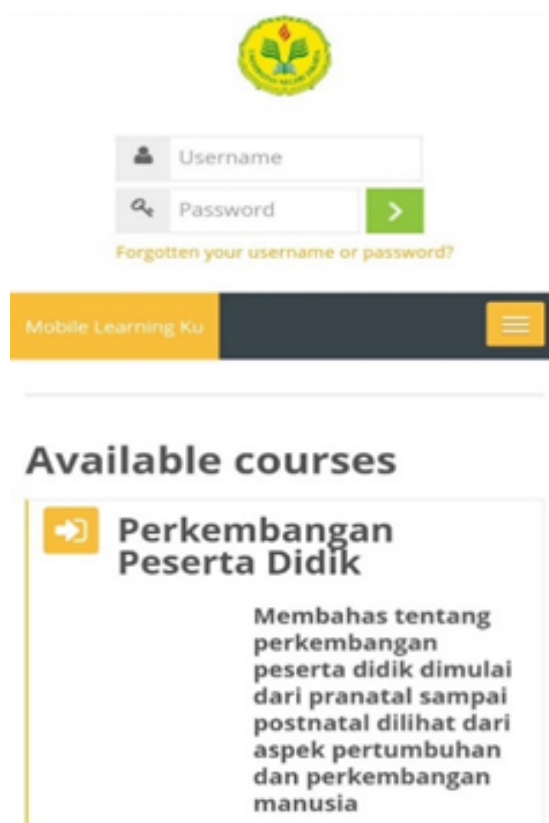 Username
Password
Forgotten your username or password?
Mobile Learning Ku
Available courses
Perkembangan
Peserta Didik
Membahas tentang
perkembangan
peserta didik dimulai
dari pranatal sampai
postnatal dilihat dari
aspek pertumbuhan
dan perkembangan
manusia